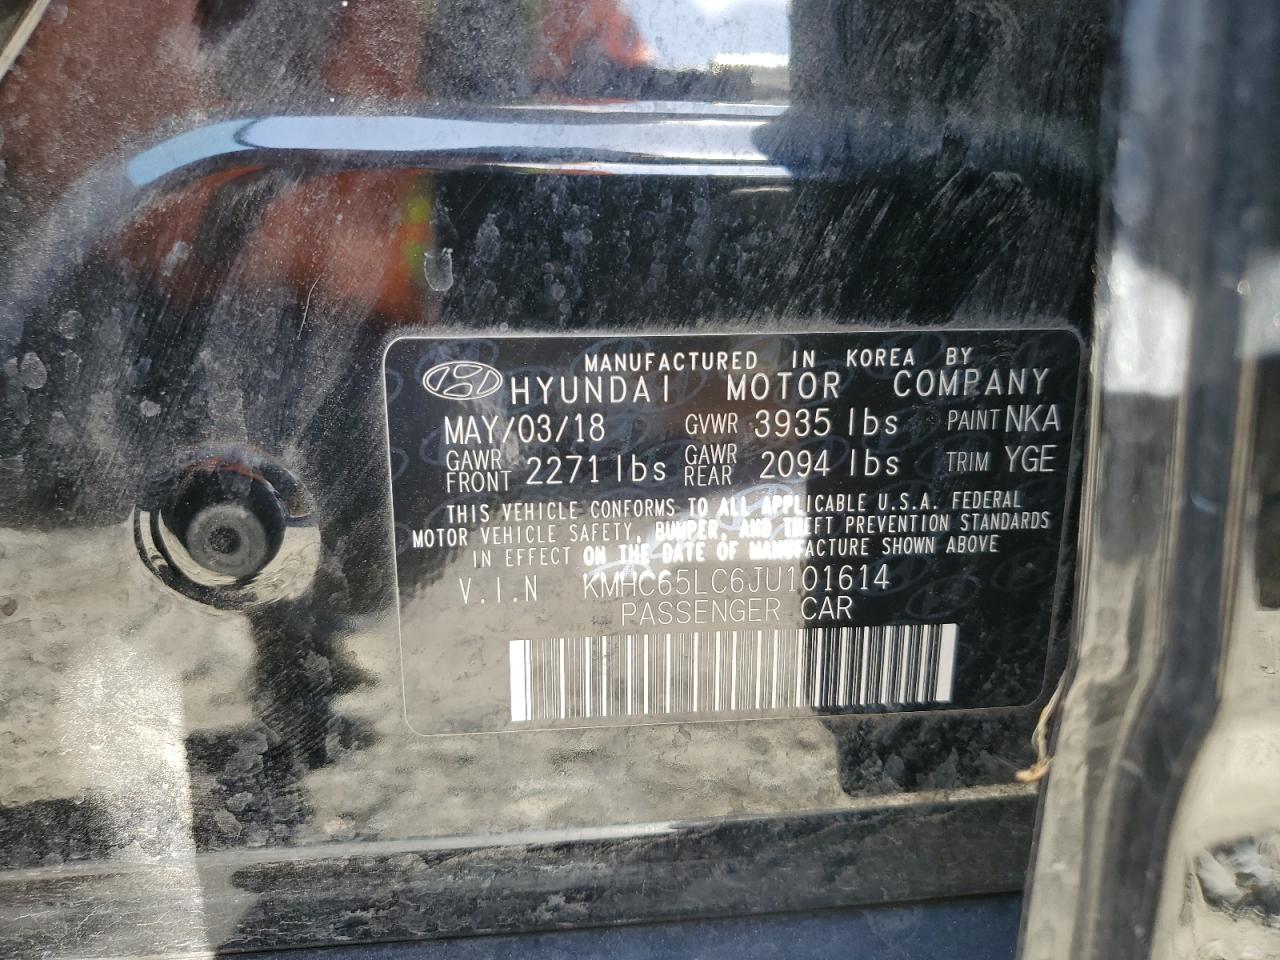 MANUFACTURED IN KOREA BY
HYUNDAI MOTOR COMPANY
MAY/03/18 GVWR 3935 lbs PAINT NKA
GAWR FRONT 2271 lbs GAWR REAR 2094 lbs TRIM YGE
THIS VEHICLE CONFORMS TO ALL APPLICABLE U.S.A. FEDERAL
MOTOR VEHICLE SAFETY, BUMPER, AND THEFT PREVENTION STANDARDS
IN EFFECT ON THE DATE OF MANUFACTURE SHOWN ABOVE
V.I.N KMHC65LC6JU101614
PASSENGER CAR